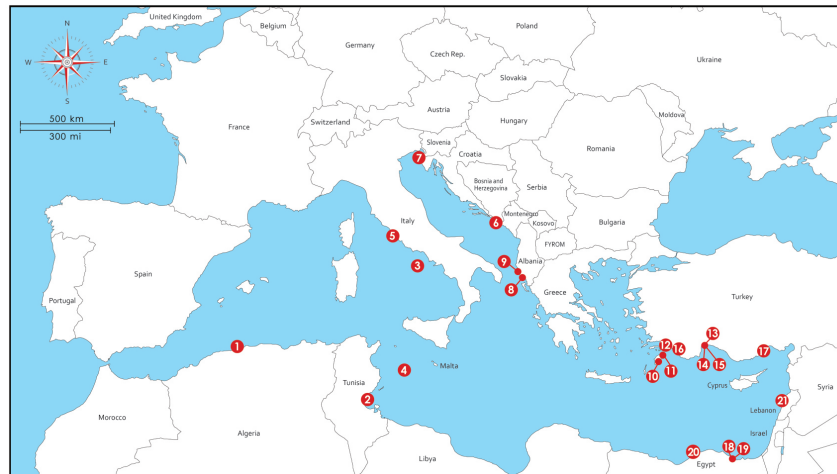 United Kingdom
Belgium
Poland
N
W
E
S
Germany
Czech Rep.
Ukraine
Slovakia
500 km
300 mi
France
Switzerland
Austria
Hungary
Moldova
Slovenia
Croatia
Romania
7
Bosnia and
Herzegovina
Serbia
Italy
6
Montenegro
Kosovo
Bulgaria
5
FYROM
3
9
Albania
Spain
8
Greece
Turkey
Portugal
13
1
12
16
17
4
Malta
10
11
14
15
Tunisia
2
Cyprus
Syria
21
Lebanon
Morocco
Algeria
Israel
Libya
20
18
19
Egypt